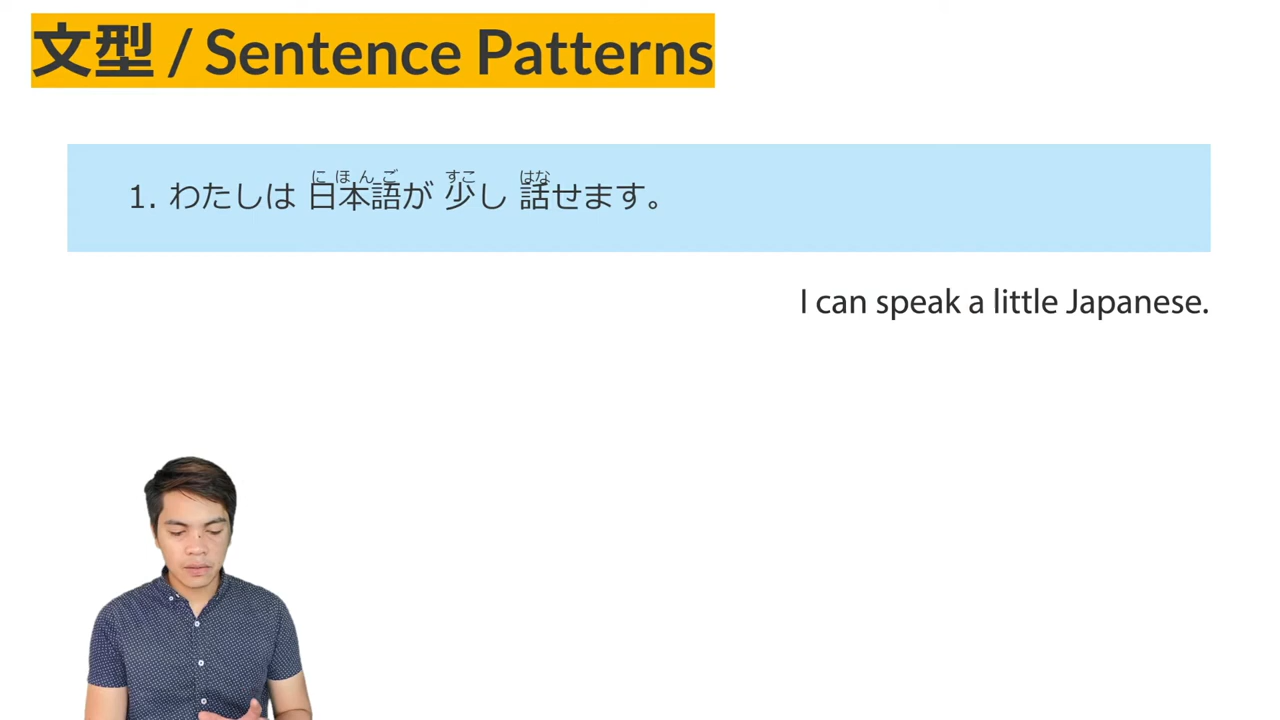 文型 / Sentence Patterns
にほんご すこ はな
1. わたしは 日本語が 少し 話せます。
I can speak a little Japanese.